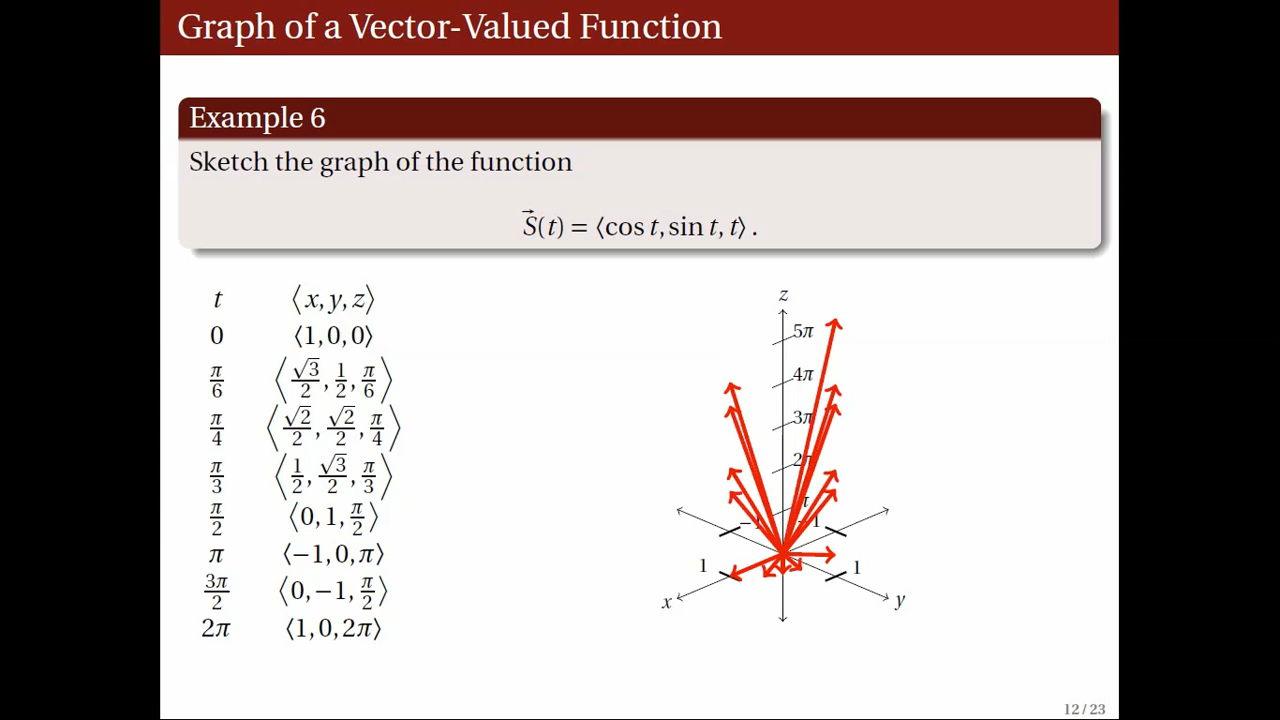 Graph of a Vector-Valued Function
Example 6
Sketch the graph of the function
S⃗(t) = ⟨cos t, sin t, t⟩ .
t ⟨x, y, z⟩
0 ⟨1, 0, 0⟩
π/6 ⟨√3/2, 1/2, π/6⟩
π/4 ⟨√2/2, √2/2, π/4⟩
π/3 ⟨1/2, √3/2, π/3⟩
π/2 ⟨0, 1, π/2⟩
π ⟨−1, 0, π⟩
3π/2 ⟨0, −1, π/2⟩
2π ⟨1, 0, 2π⟩
z
5π
4π
3π
2π
π
−1 −1
1 1
x y
12 / 23